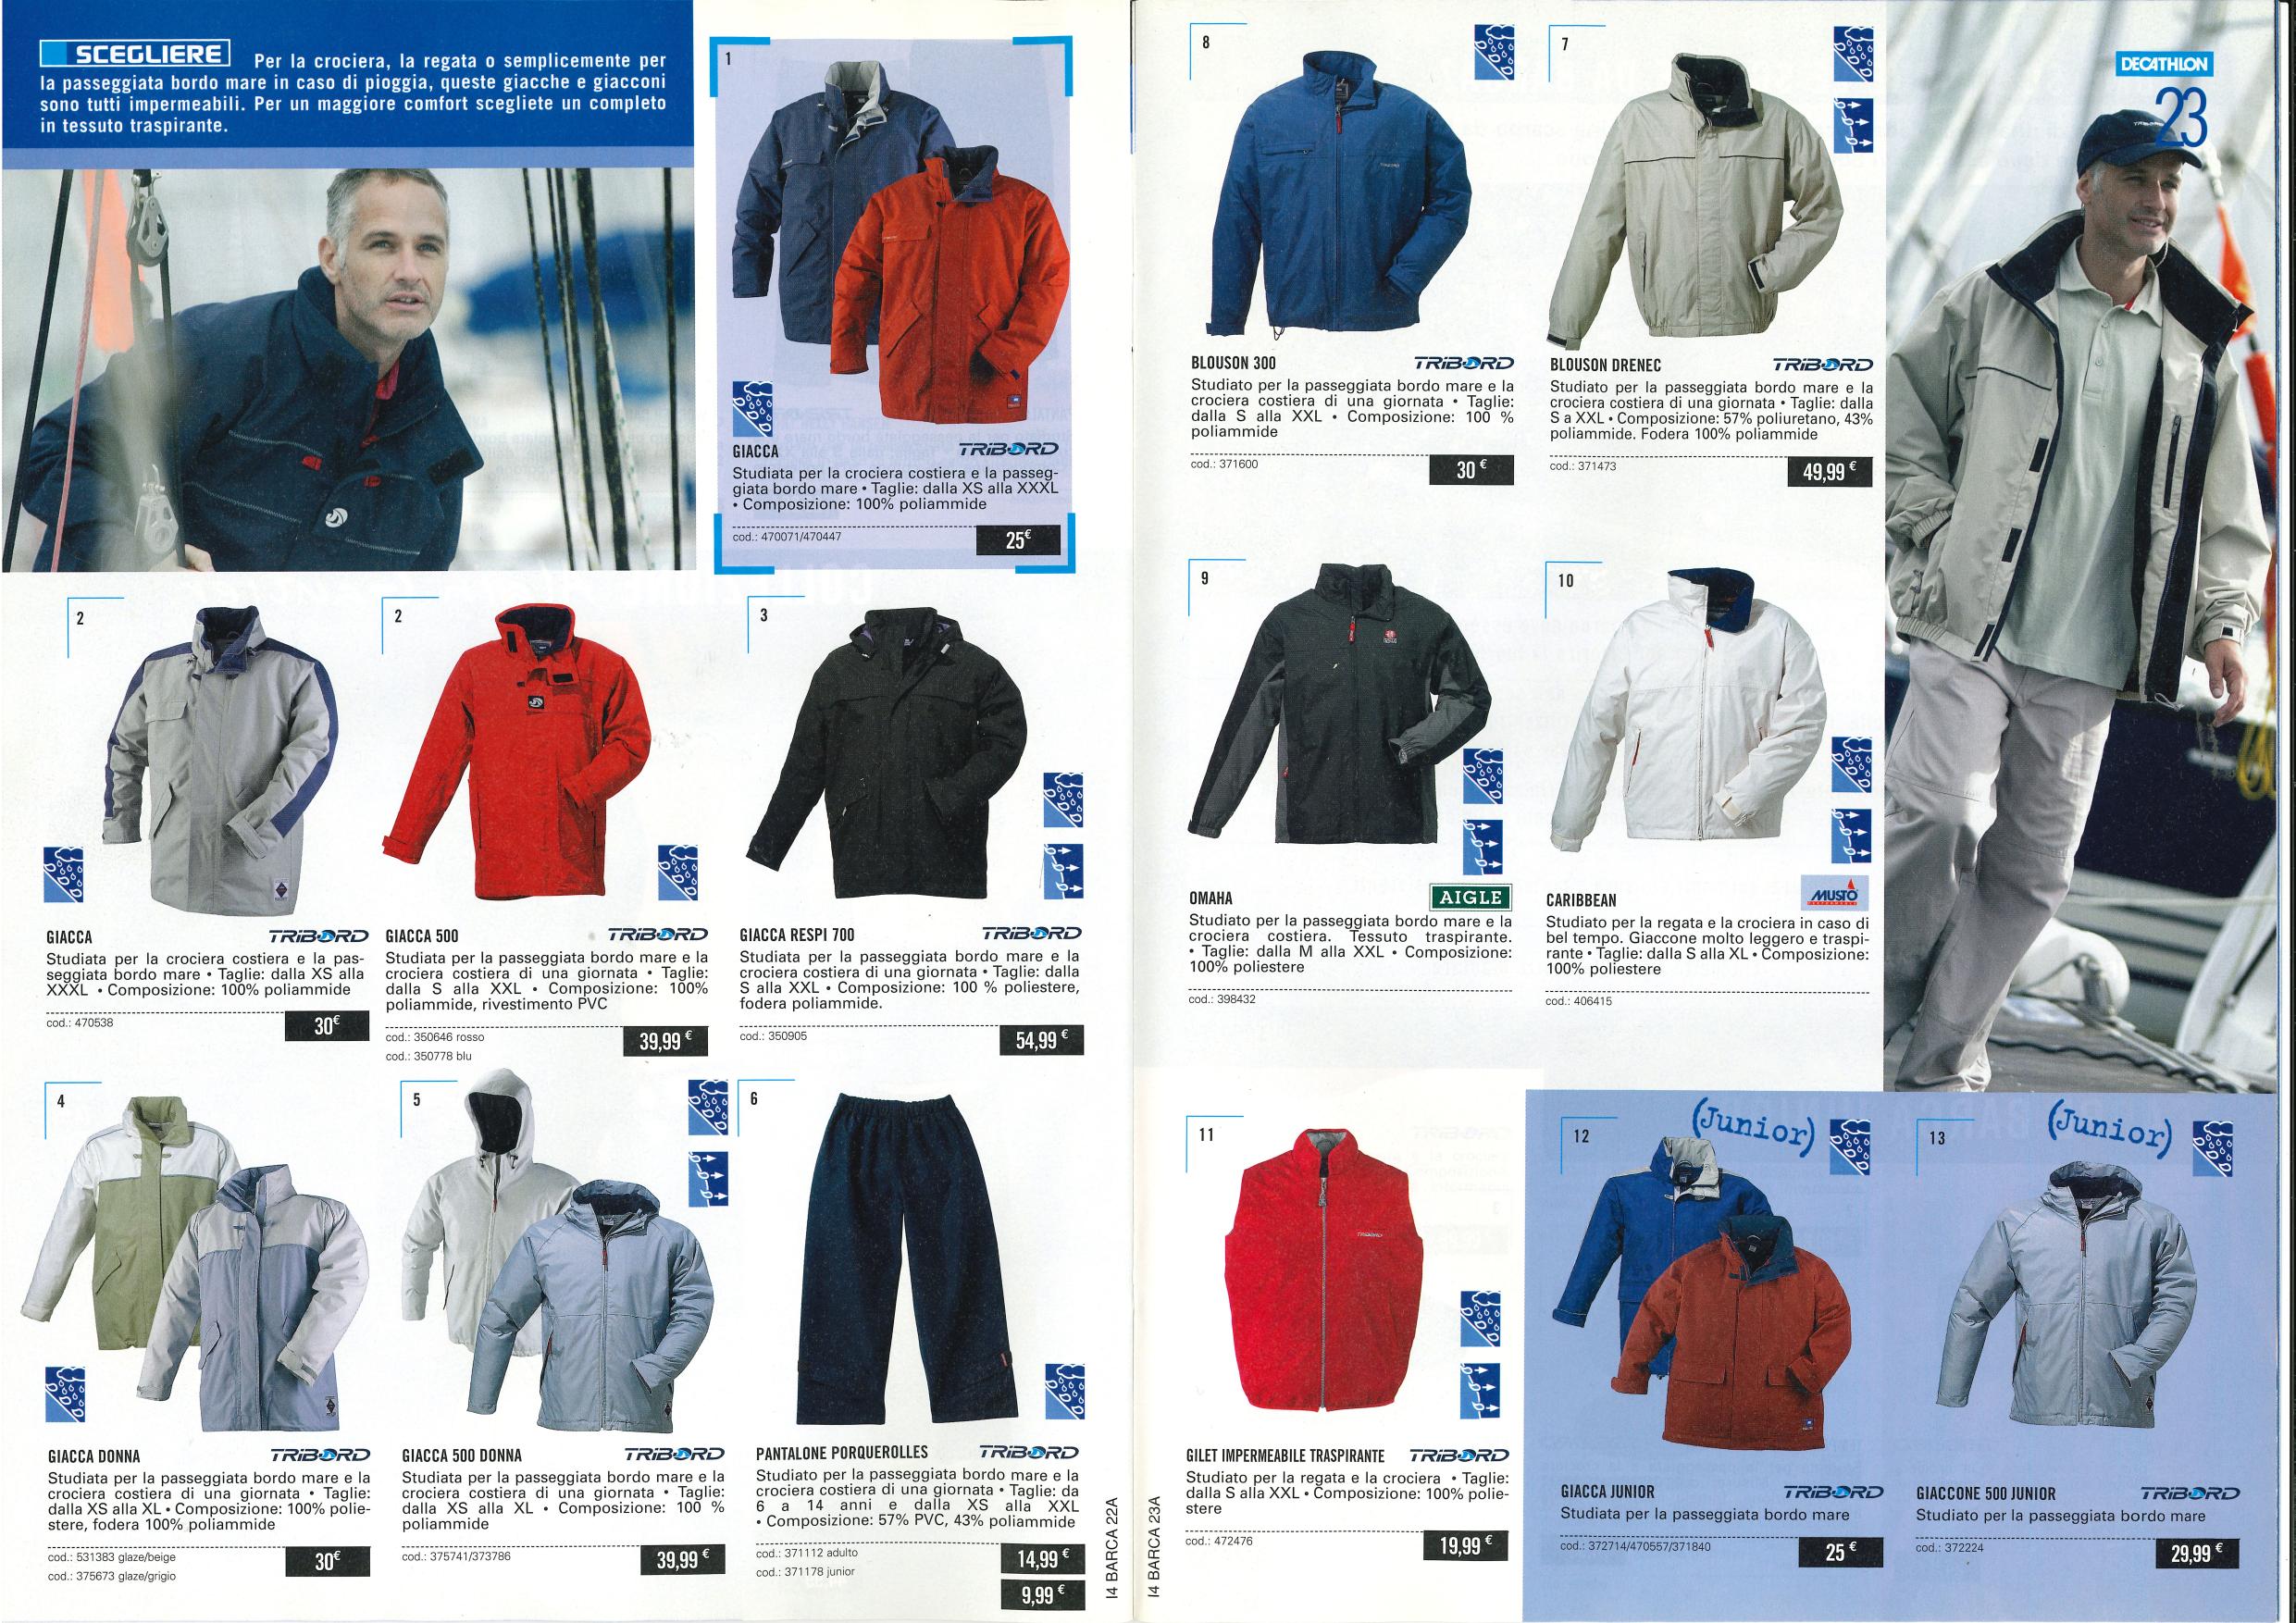 SCEGLIERE Per la crociera, la regata o semplicemente per
la passeggiata bordo mare in caso di pioggia, queste giacche e giacconi
sono tutti impermeabili. Per un maggiore comfort scegliete un completo
in tessuto traspirante.
1
GIACCA TRIBORD
Studiata per la crociera costiera e la passeg-
giata bordo mare • Taglie: dalla XS alla XXXL
• Composizione: 100% poliammide
cod.: 470071/470447
25€
2
GIACCA TRIBORD
Studiata per la crociera costiera e la pas-
seggiata bordo mare • Taglie: dalla XS alla
XXXL • Composizione: 100% poliammide
cod.: 470538
30€
2
GIACCA 500 TRIBORD
Studiata per la passeggiata bordo mare e la
crociera costiera di una giornata • Taglie:
dalla S alla XXL • Composizione: 100%
poliammide, rivestimento PVC
cod.: 350646 rosso
cod.: 350778 blu
39,99 €
3
GIACCA RESPI 700 TRIBORD
Studiata per la passeggiata bordo mare e la
crociera costiera di una giornata • Taglie: dalla
S alla XXL • Composizione: 100 % poliestere,
fodera poliammide.
cod.: 350905
54,99 €
4
GIACCA DONNA TRIBORD
Studiata per la passeggiata bordo mare e la
crociera costiera di una giornata • Taglie:
dalla XS alla XL • Composizione: 100% polie-
stere, fodera 100% poliammide
cod.: 531383 glaze/beige
cod.: 375673 glaze/grigio
30€
5
GIACCA 500 DONNA TRIBORD
Studiata per la passeggiata bordo mare e la
crociera costiera di una giornata • Taglie:
dalla XS alla XL • Composizione: 100 %
poliammide
cod.: 375741/373786
39,99 €
6
PANTALONE PORQUEROLLES TRIBORD
Studiato per la passeggiata bordo mare e la
crociera costiera di una giornata • Taglie: da
6 a 14 anni e dalla XS alla XXL
• Composizione: 57% PVC, 43% poliammide
cod.: 371112 adulto
cod.: 371178 junior
14,99 €
9,99 €
I4 BARCA 22A
8
BLOUSON 300 TRIBORD
Studiato per la passeggiata bordo mare e la
crociera costiera di una giornata • Taglie:
dalla S alla XXL • Composizione: 100 %
poliammide
cod.: 371600
30 €
7
BLOUSON DRENEC TRIBORD
Studiato per la passeggiata bordo mare e la
crociera costiera di una giornata • Taglie: dalla
S a XXL • Composizione: 57% poliuretano, 43%
poliammide. Fodera 100% poliammide
cod.: 371473
49,99 €
DECATHLON
23
9
OMAHA AIGLE
Studiato per la passeggiata bordo mare e la
crociera costiera. Tessuto traspirante.
• Taglie: dalla M alla XXL • Composizione:
100% poliestere
cod.: 398432
10
CARIBBEAN MUSTO
Studiato per la regata e la crociera in caso di
bel tempo. Giaccone molto leggero e traspi-
rante • Taglie: dalla S alla XL • Composizione:
100% poliestere
cod.: 406415
11
TRIBORD
GILET IMPERMEABILE TRASPIRANTE TRIBORD
Studiato per la regata e la crociera • Taglie:
dalla S alla XXL • Composizione: 100% polie-
stere
cod.: 472476
19,99 €
12
(Junior)
GIACCA JUNIOR TRIBORD
Studiata per la passeggiata bordo mare
cod.: 372714/470557/371840
25 €
13
(Junior)
GIACCONE 500 JUNIOR TRIBORD
Studiata per la passeggiata bordo mare
cod.: 372224
29,99 €
I4 BARCA 23A